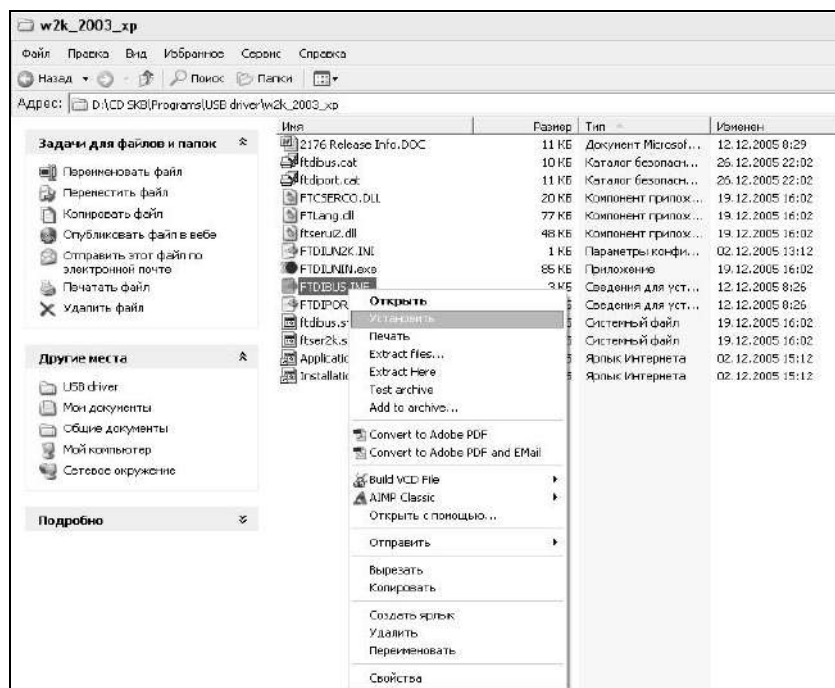 w2k_2003_xp
Файл Правка Вид Избранное Сервис Справка
Назад Поиск Папки
Адрес: D:\CD SKB\Programs\USB driver\w2k_2003_xp
Имя Размер Тип Изменен
Задачи для файлов и папок
Переименовать файл
Переместить файл
Копировать файл
Опубликовать файл в вебе
Отправить этот файл по
электронной почте
Печатать файл
Удалить файл
Другие места
USB driver
Мои документы
Общие документы
Мой компьютер
Сетевое окружение
Подробно
2176 Release Info.DOC 11 КБ Документ Microsof... 12.12.2005 8:29
ftdibus.cat 10 КБ Каталог безопасн... 26.12.2005 22:02
ftdiport.cat 11 КБ Каталог безопасн... 26.12.2005 22:02
FTCSERCO.DLL 20 КБ Компонент прилож... 19.12.2005 16:02
FTLang.dll 77 КБ Компонент прилож... 19.12.2005 16:02
ftserui2.dll 48 КБ Компонент прилож... 19.12.2005 16:02
FTDIUN2K.INI 1 КБ Параметры конфи... 02.12.2005 13:12
FTDIUNIN.exe 85 КБ Приложение 19.12.2005 16:02
FTDIBUS.INF 3 КБ Сведения для уст... 12.12.2005 8:26
FTDIPOR Сведения для уст... 12.12.2005 8:26
ftdibus.s Системный файл 19.12.2005 16:02
ftser2k.s Системный файл 19.12.2005 16:02
Applicatio Ярлык Интернета 02.12.2005 15:12
Installatio Ярлык Интернета 02.12.2005 15:12
Открыть
Установить
Печать
Extract files...
Extract Here
Test archive
Add to archive...
Convert to Adobe PDF
Convert to Adobe PDF and EMail
Build VCD File
AIMP Classic
Открыть с помощью...
Отправить
Вырезать
Копировать
Создать ярлык
Удалить
Переименовать
Свойства